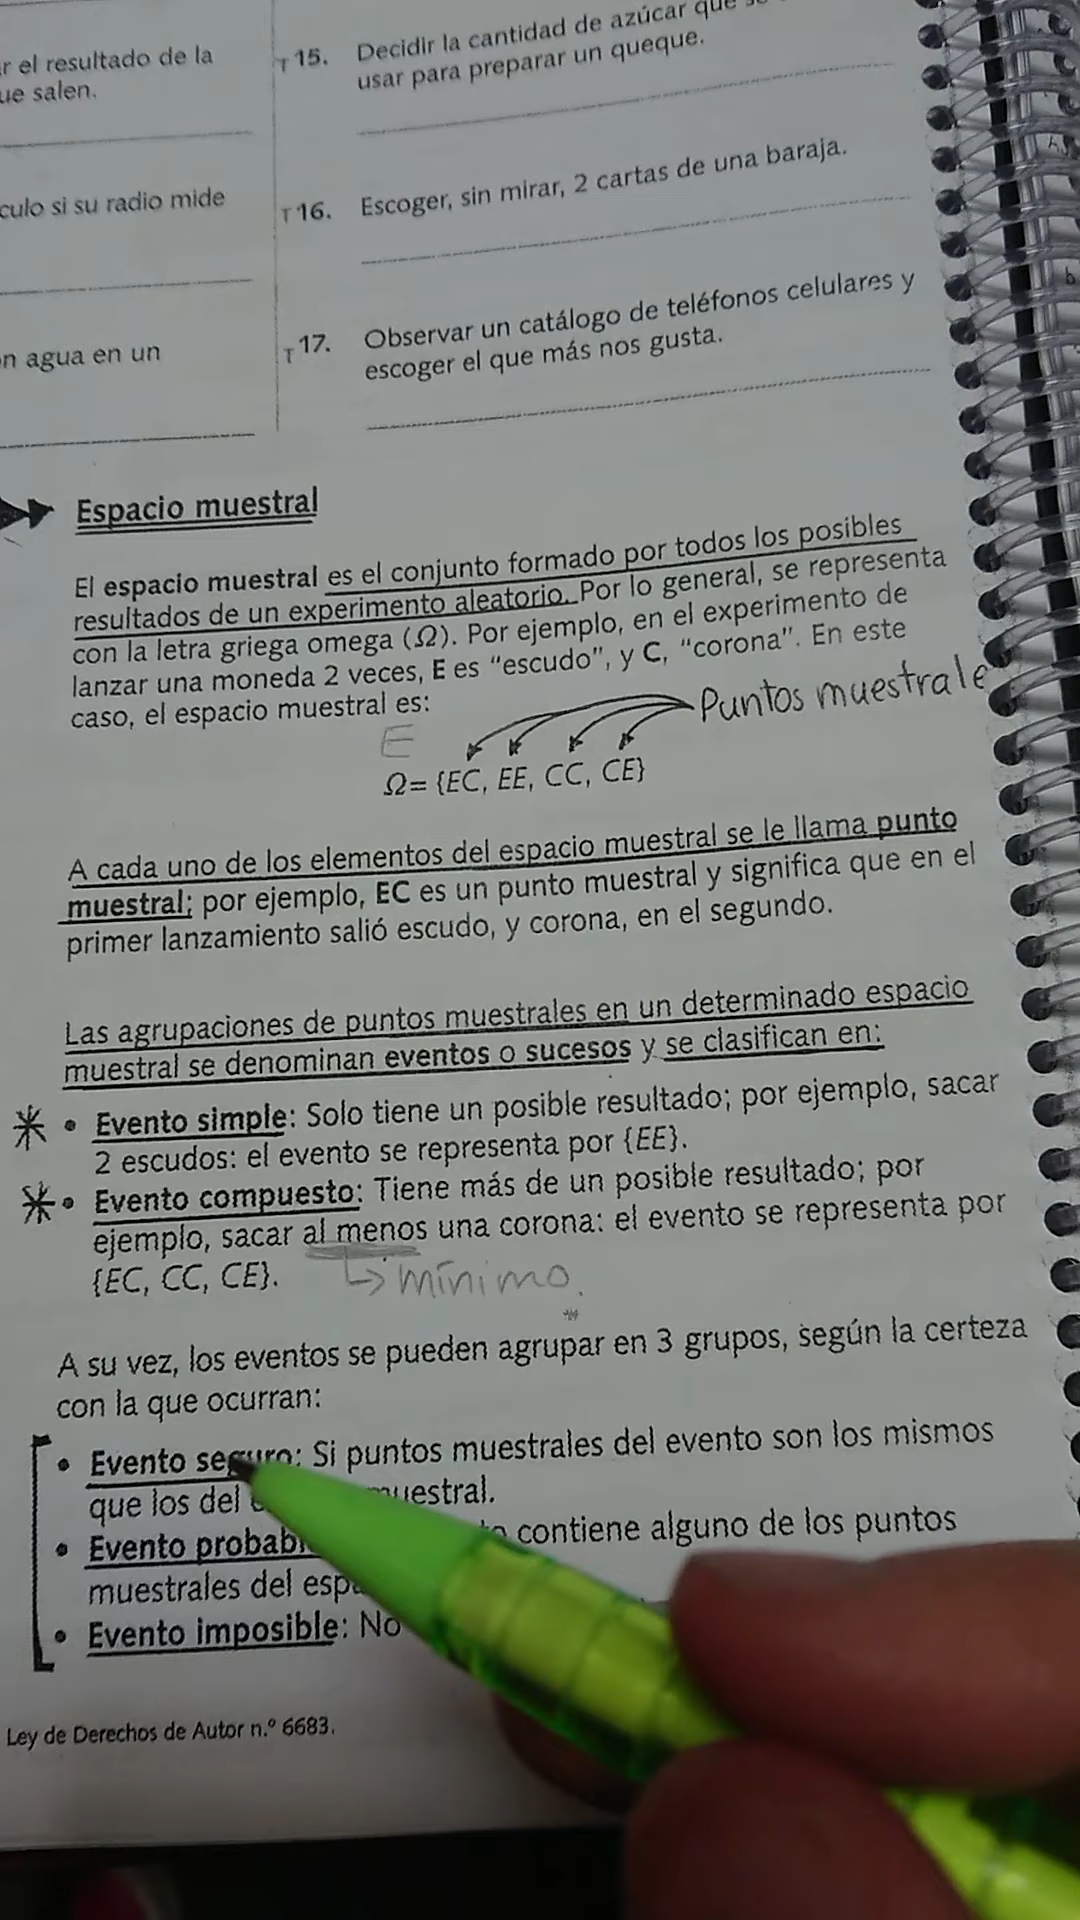 r el resultado de la
ue salen.
culo si su radio mide
n agua en un
T 15. Decidir la cantidad de azúcar que
usar para preparar un queque.
T 16. Escoger, sin mirar, 2 cartas de una baraja.
T 17. Observar un catálogo de teléfonos celulares y
escoger el que más nos gusta.
Espacio muestral
El espacio muestral es el conjunto formado por todos los posibles
resultados de un experimento aleatorio. Por lo general, se representa
con la letra griega omega (Ω). Por ejemplo, en el experimento de
lanzar una moneda 2 veces, E es “escudo”, y C, “corona”. En este
caso, el espacio muestral es:
Puntos muestrale
E
Ω= {EC, EE, CC, CE}
A cada uno de los elementos del espacio muestral se le llama punto
muestral; por ejemplo, EC es un punto muestral y significa que en el
primer lanzamiento salió escudo, y corona, en el segundo.
Las agrupaciones de puntos muestrales en un determinado espacio
muestral se denominan eventos o sucesos y se clasifican en:
• Evento simple: Solo tiene un posible resultado; por ejemplo, sacar
2 escudos: el evento se representa por {EE}.
• Evento compuesto: Tiene más de un posible resultado; por
ejemplo, sacar al menos una corona: el evento se representa por
{EC, CC, CE}.
↳ mínimo.
A su vez, los eventos se pueden agrupar en 3 grupos, según la certeza
con la que ocurran:
• Evento seguro: Si puntos muestrales del evento son los mismos
que los del muestral.
• Evento probab contiene alguno de los puntos
muestrales del esp
• Evento imposible: No
Ley de Derechos de Autor n.º 6683.